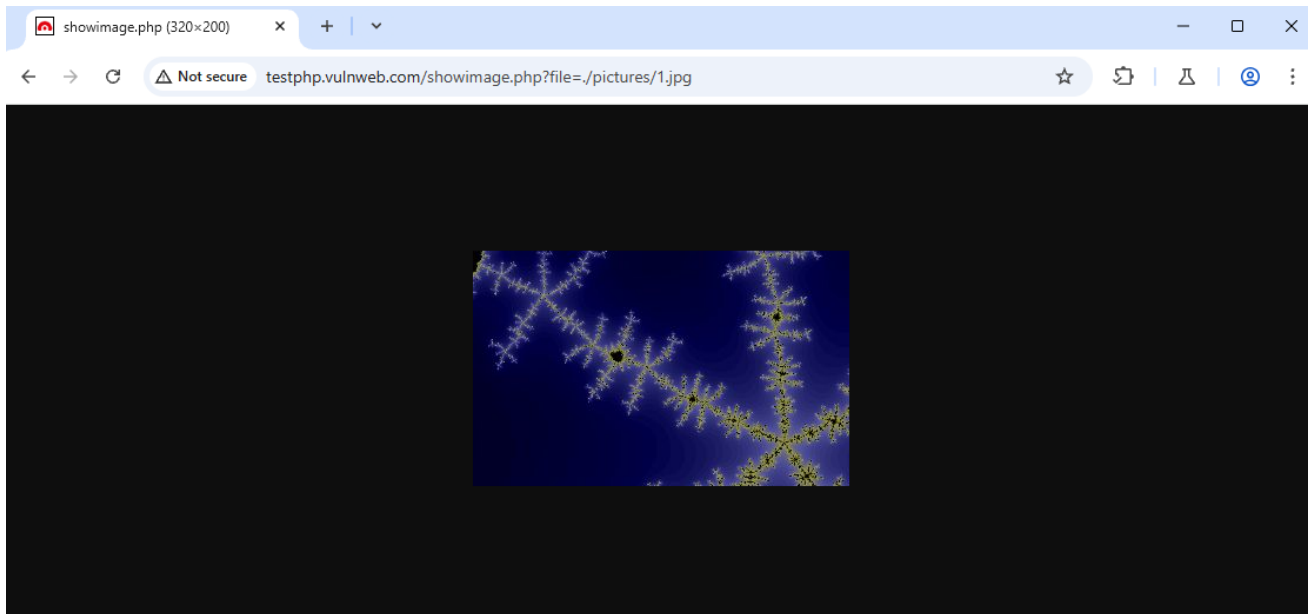 showimage.php (320×200)
Not secure testphp.vulnweb.com/showimage.php?file=./pictures/1.jpg